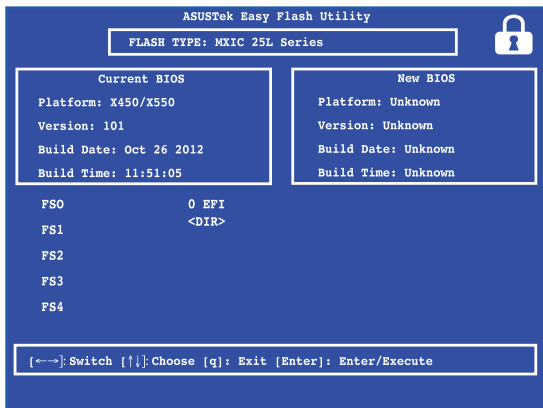 ASUSTek Easy Flash Utility
FLASH TYPE: MXIC 25L Series
Current BIOS
Platform: X450/X550
Version: 101
Build Date: Oct 26 2012
Build Time: 11:51:05
New BIOS
Platform: Unknown
Version: Unknown
Build Date: Unknown
Build Time: Unknown
FSO
FS1
FS2
FS3
FS4
0 EFI
<DIR>
[←→]: Switch [↑↓]: Choose [q]: Exit [Enter]: Enter/Execute